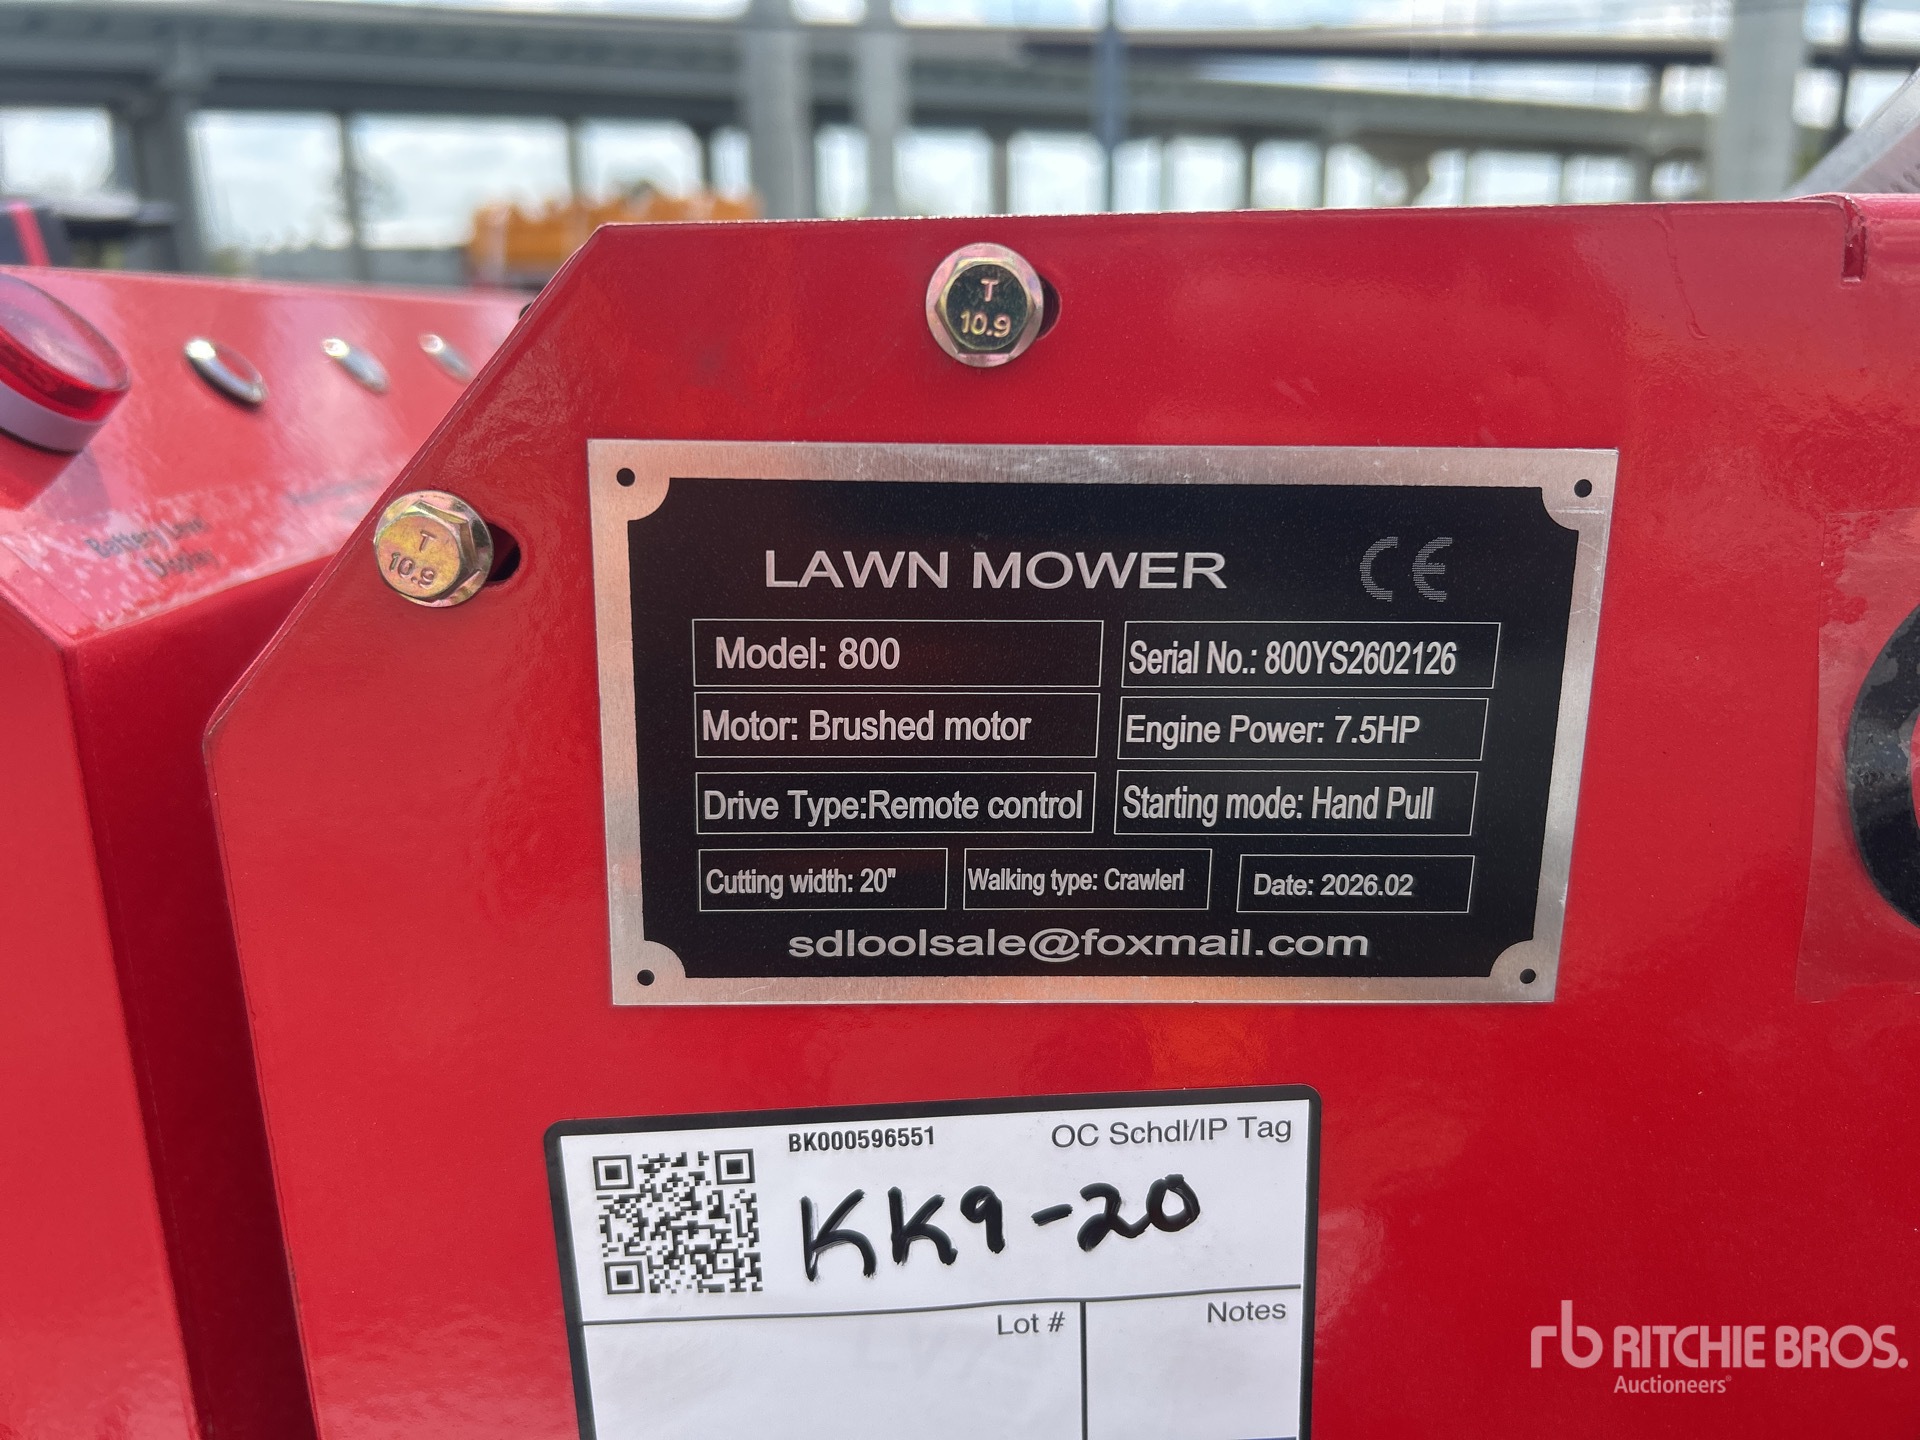 T
10.9
T
10.9
Battery Level
Display
LAWN MOWER CE
Model: 800
Serial No.: 800YS2602126
Motor: Brushed motor
Engine Power: 7.5HP
Drive Type:Remote control
Starting mode: Hand Pull
Cutting width: 20"
Walking type: Crawlerl
Date: 2026.02
sdloolsale@foxmail.com
BK000596551
OC Schdl/IP Tag
KK9-20
Lot #
Notes
rb RITCHIE BROS.
Auctioneers